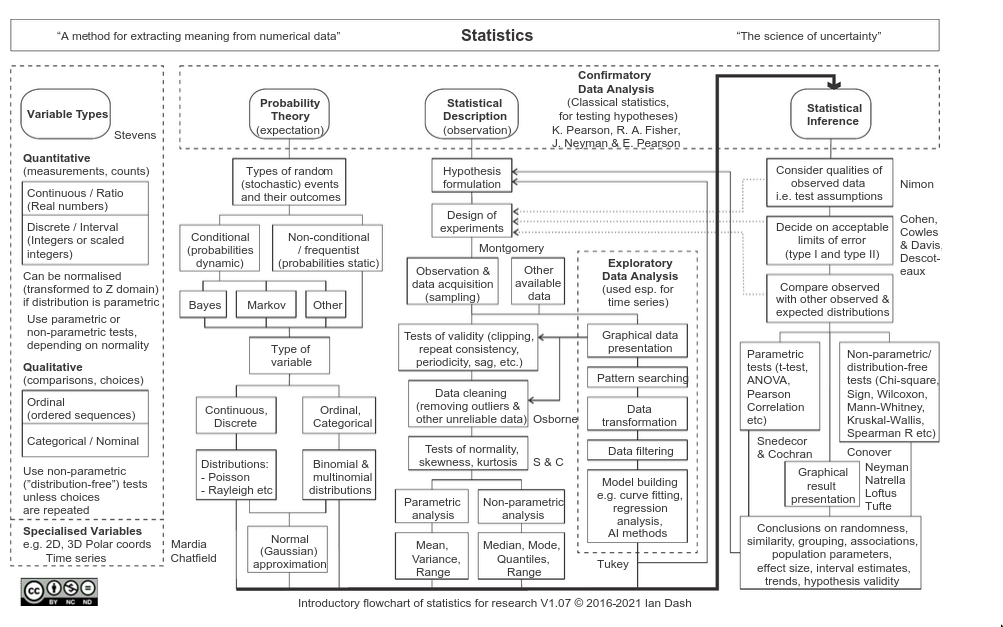 “A method for extracting meaning from numerical data”
Statistics
“The science of uncertainty”
Variable Types
Stevens
Quantitative
(measurements, counts)
Continuous / Ratio
(Real numbers)
Discrete / Interval
(Integers or scaled
integers)
Can be normalised
(transformed to Z domain)
if distribution is parametric
Use parametric or
non-parametric tests,
depending on normality
Qualitative
(comparisons, choices)
Ordinal
(ordered sequences)
Categorical / Nominal
Use non-parametric
(”distribution-free”) tests
unless choices
are repeated
Specialised Variables
e.g. 2D, 3D Polar coords
Time series
Probability
Theory
(expectation)
Types of random
(stochastic) events
and their outcomes
Conditional
(probabilities
dynamic)
Non-conditional
/ frequentist
(probabilities static)
Bayes
Markov
Other
Type of
variable
Continuous,
Discrete
Ordinal,
Categorical
Distributions:
- Poisson
- Rayleigh etc
Binomial &
multinomial
distributions
Normal
(Gaussian)
approximation
Mardia
Chatfield
Statistical
Description
(observation)
Confirmatory
Data Analysis
(Classical statistics,
for testing hypotheses)
K. Pearson, R. A. Fisher,
J. Neyman & E. Pearson
Hypothesis
formulation
Design of
experiments
Montgomery
Observation &
data acquisition
(sampling)
Other
available
data
Tests of validity (clipping,
repeat consistency,
periodicity, sag, etc.)
Data cleaning
(removing outliers &
other unreliable data)
Osborne
Tests of normality,
skewness, kurtosis
S & C
Parametric
analysis
Non-parametric
analysis
Mean,
Variance,
Range
Median, Mode,
Quantiles,
Range
Exploratory
Data Analysis
(used esp. for
time series)
Graphical data
presentation
Pattern searching
Data
transformation
Data filtering
Model building
e.g. curve fitting,
regression
analysis,
AI methods
Tukey
Statistical
Inference
Consider qualities of
observed data
i.e. test assumptions
Nimon
Decide on acceptable
limits of error
(type I and type II)
Cohen,
Cowles
& Davis,
Descot-
eaux
Compare observed
with other observed &
expected distributions
Parametric
tests (t-test,
ANOVA,
Pearson
Correlation
etc)
Non-parametric/
distribution-free
tests (Chi-square,
Sign, Wilcoxon,
Mann-Whitney,
Kruskal-Wallis,
Spearman R etc)
Snedecor
& Cochran
Conover
Graphical
result
presentation
Neyman
Natrella
Loftus
Tufte
Conclusions on randomness,
similarity, grouping, associations,
population parameters,
effect size, interval estimates,
trends, hypothesis validity
cc
BY NC ND
Introductory flowchart of statistics for research V1.07 © 2016-2021 Ian Dash